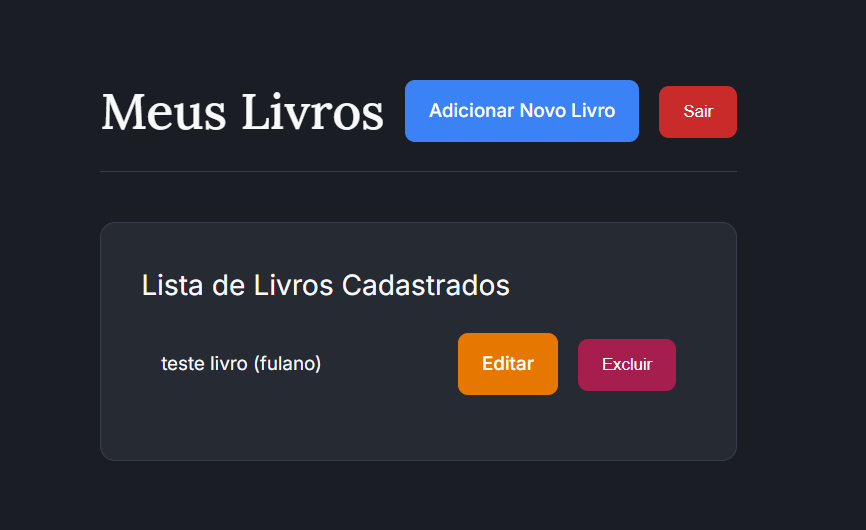 Meus Livros
Adicionar Novo Livro
Sair
Lista de Livros Cadastrados
teste livro (fulano)
Editar
Excluir